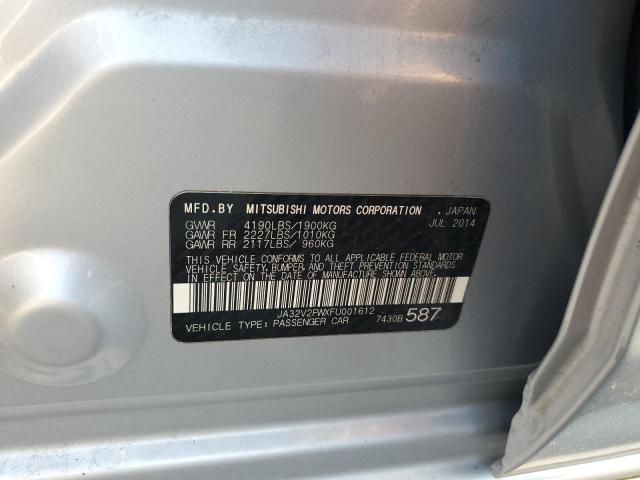 MFD.BY MITSUBISHI MOTORS CORPORATION . JAPAN
GVWR 4190LBS/1900KG JUL 2014
GAWR FR 2227LBS/1010KG
GAWR RR 2117LBS/ 960KG
THIS VEHICLE CONFORMS TO ALL APPLICABLE FEDERAL MOTOR
VEHICLE SAFETY, BUMPER, AND THEFT PREVENTION STANDARDS
IN EFFECT ON THE DATE OF MANUFACTURE SHOWN ABOVE.
JA32V2FWXFU001612
VEHICLE TYPE: PASSENGER CAR 7430B 587